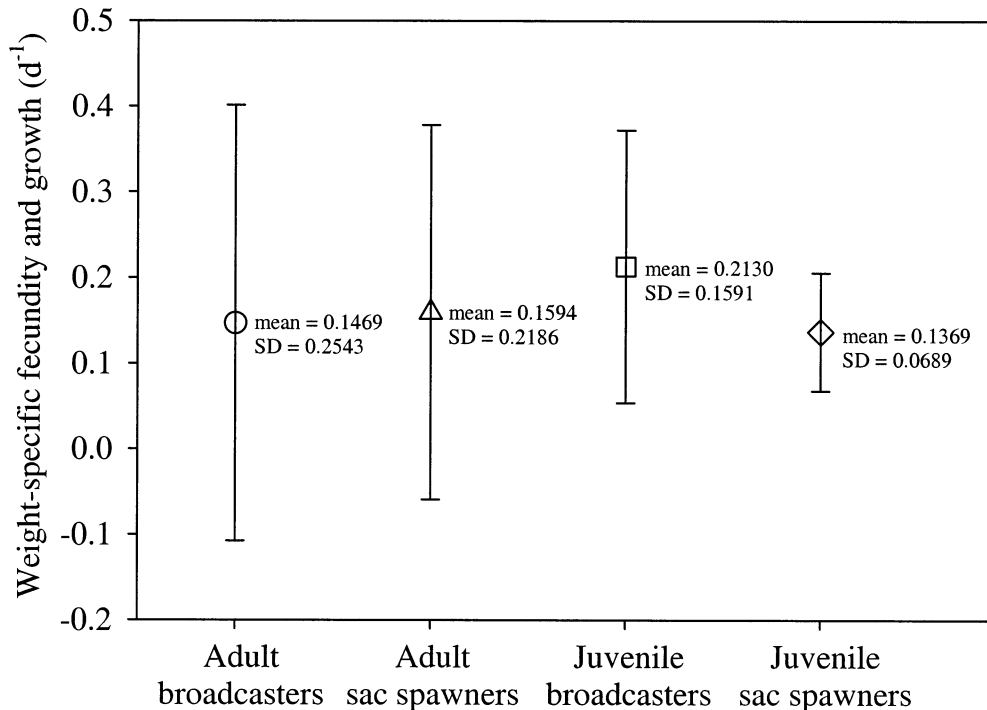 Weight-specific fecundity and growth (d⁻¹)
0.5
0.4
0.3
0.2
0.1
0.0
-0.1
-0.2
mean = 0.1469
SD = 0.2543
mean = 0.1594
SD = 0.2186
mean = 0.2130
SD = 0.1591
mean = 0.1369
SD = 0.0689
Adult
broadcasters
Adult
sac spawners
Juvenile
broadcasters
Juvenile
sac spawners